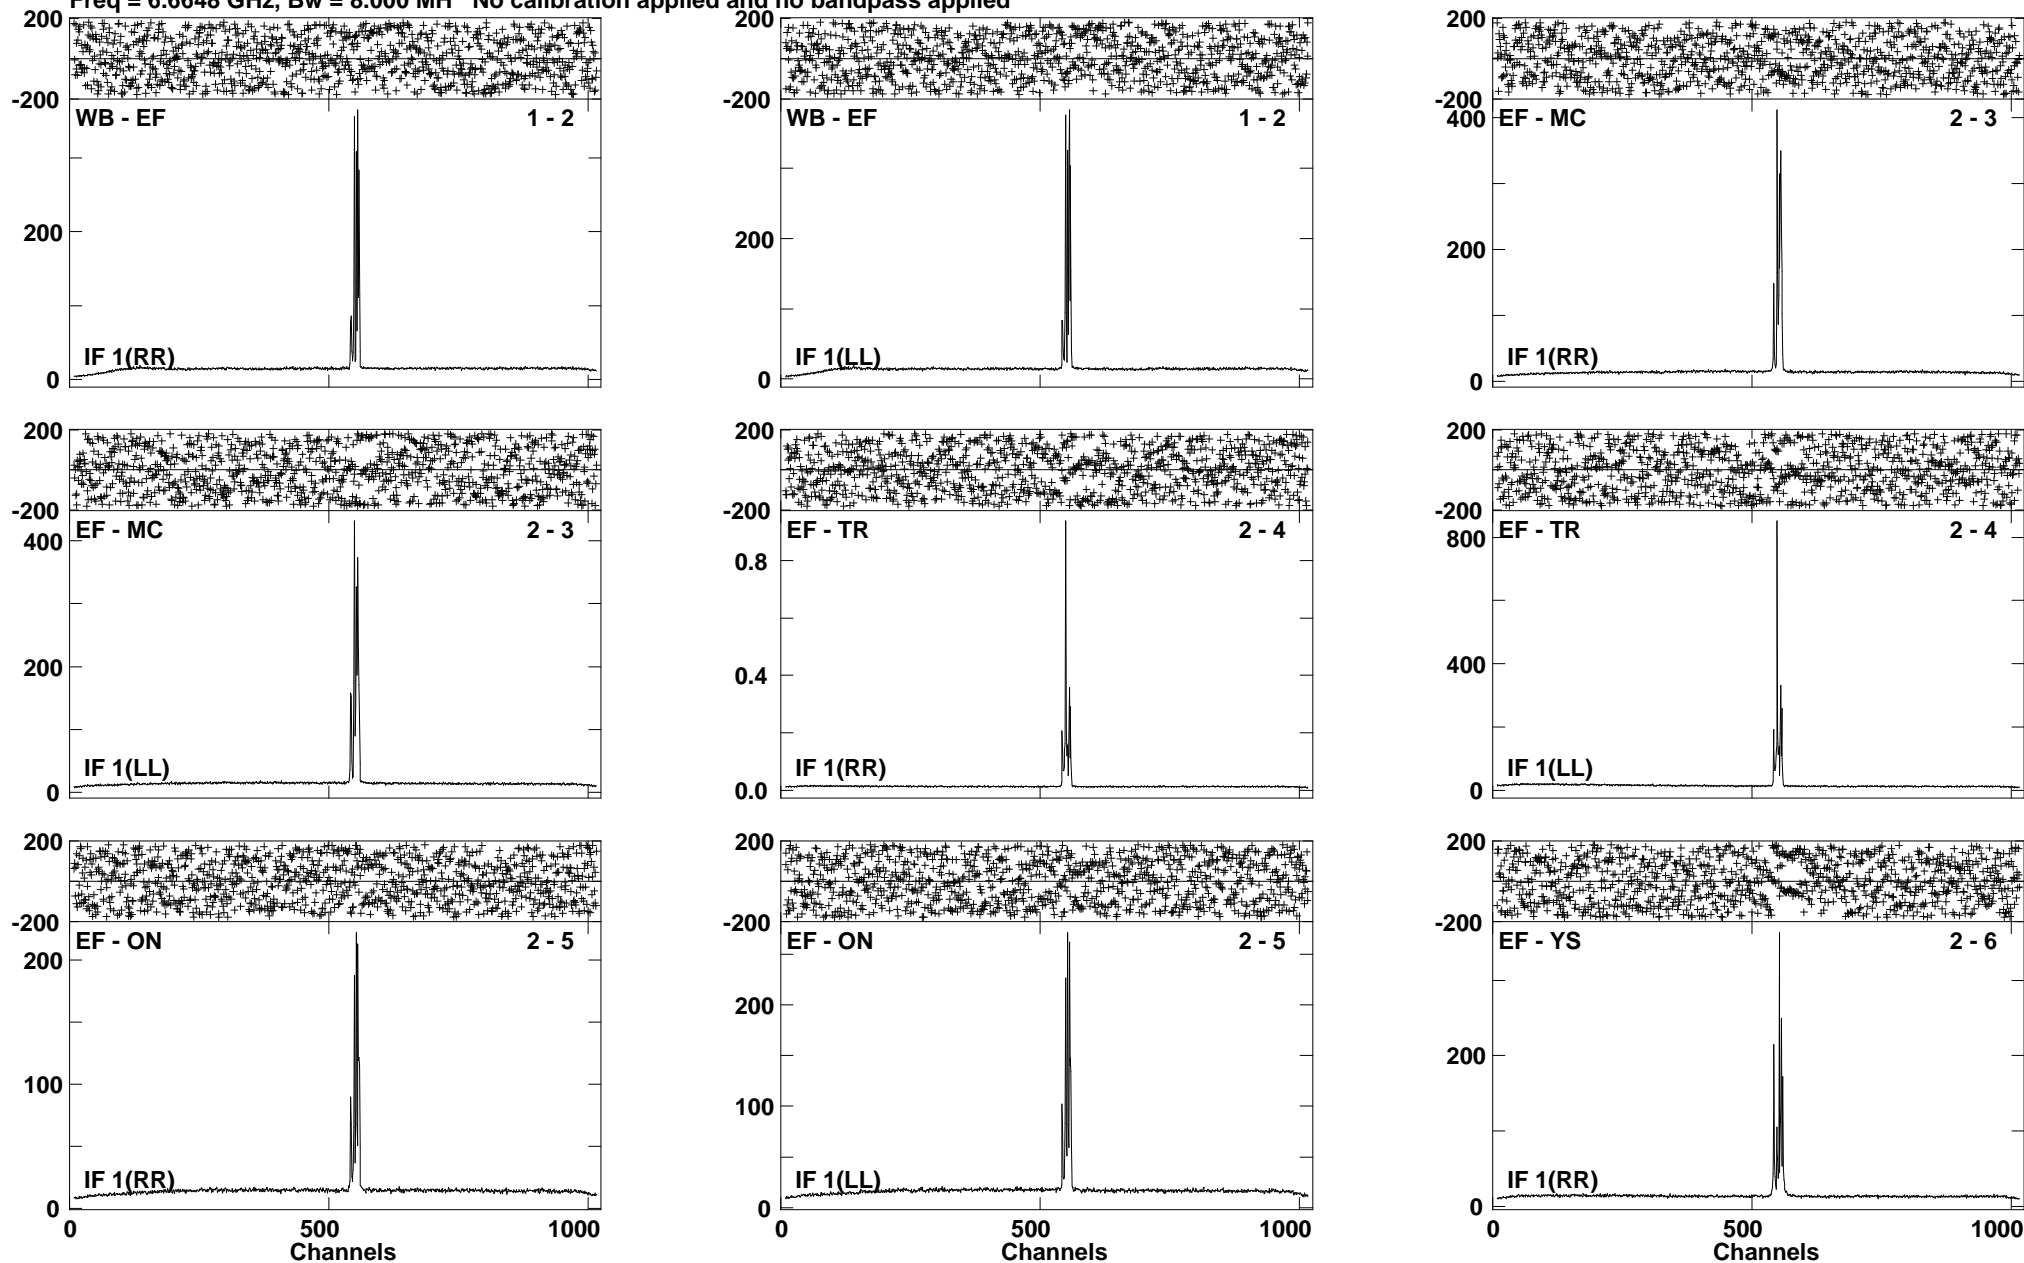 Freq = 6.6648 GHz, Bw = 8.000 MH No calibration applied and no bandpass applied
200
-200
WB - EF 1 - 2
200
0
IF 1(RR)
200
-200
WB - EF 1 - 2
200
0
IF 1(LL)
200
-200
400
EF - MC 2 - 3
200
0
IF 1(RR)
200
-200
EF - MC 2 - 3
400
200
0
IF 1(LL)
200
-200
EF - TR 2 - 4
0.8
0.4
0.0
IF 1(RR)
200
-200
800
EF - TR 2 - 4
400
0
IF 1(LL)
200
-200
EF - ON 2 - 5
200
100
0
IF 1(RR)
0 500 1000
Channels
200
-200
EF - ON 2 - 5
200
100
0
IF 1(LL)
0 500 1000
Channels
200
-200
EF - YS 2 - 6
200
0
IF 1(RR)
0 500 1000
Channels